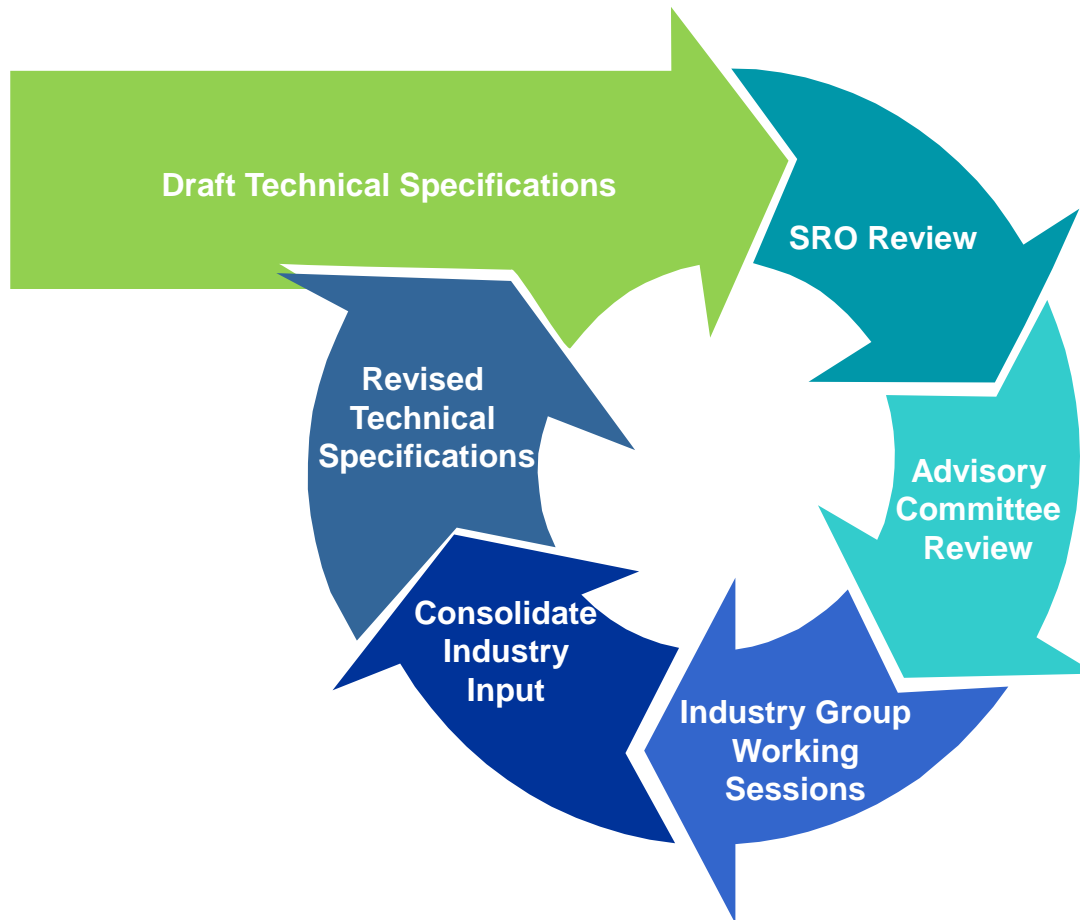 Draft Technical Specifications
SRO Review
Advisory
Committee
Review
Industry Group
Working
Sessions
Consolidate
Industry
Input
Revised
Technical
Specifications